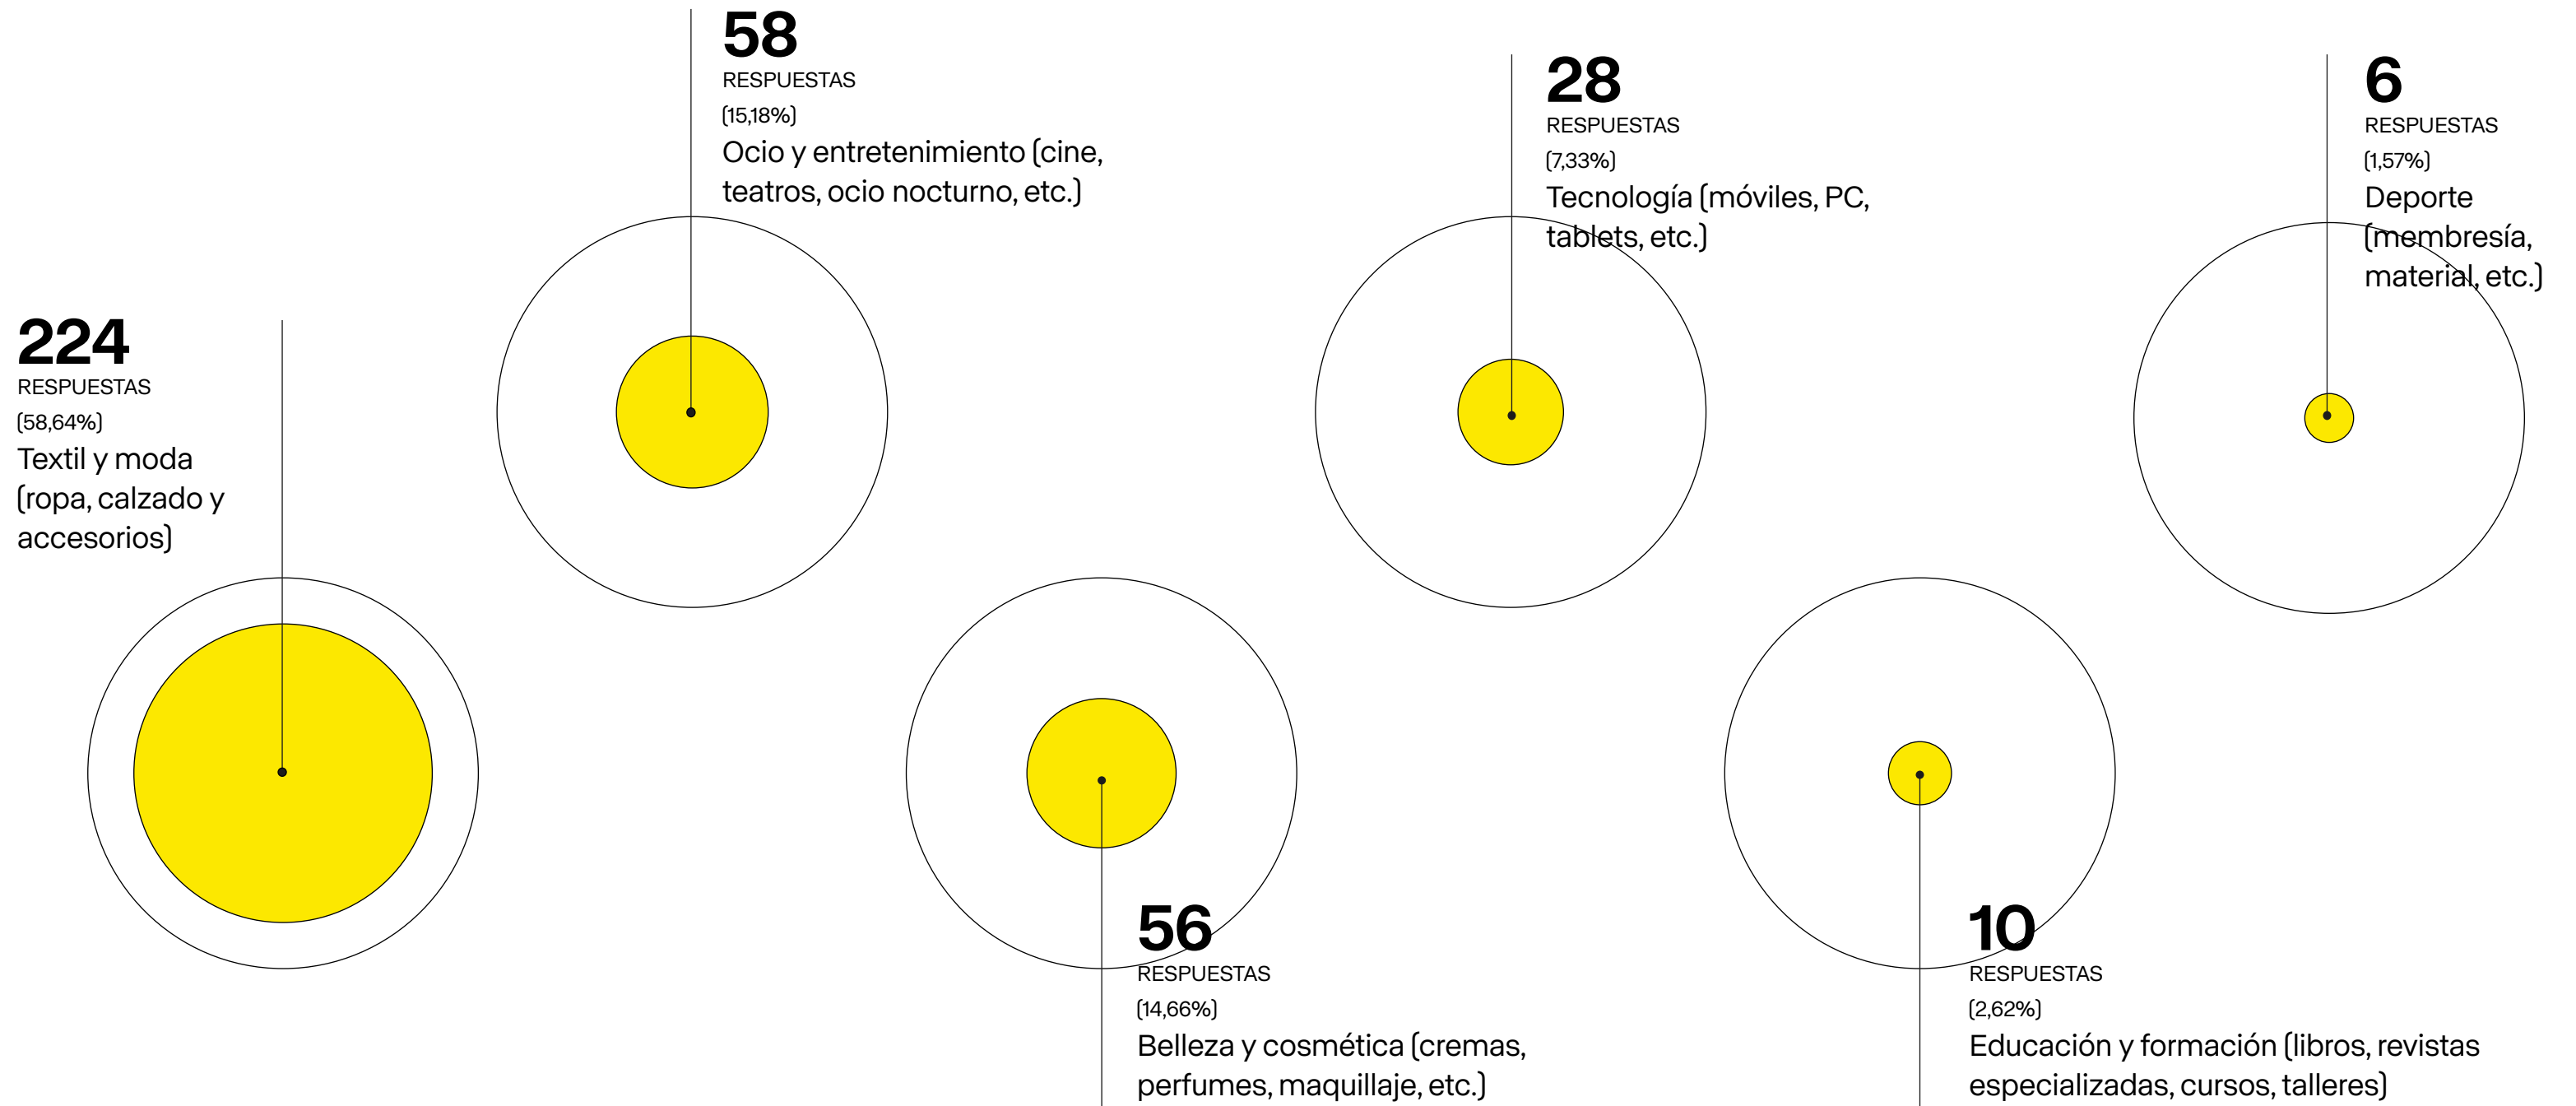 224
RESPUESTAS
(58,64%)
Textil y moda
(ropa, calzado y
accesorios)
58
RESPUESTAS
(15,18%)
Ocio y entretenimiento (cine,
teatros, ocio nocturno, etc.)
56
RESPUESTAS
(14,66%)
Belleza y cosmética (cremas,
perfumes, maquillaje, etc.)
28
RESPUESTAS
(7,33%)
Tecnología (móviles, PC,
tablets, etc.)
10
RESPUESTAS
(2,62%)
Educación y formación (libros, revistas
especializadas, cursos, talleres)
6
RESPUESTAS
(1,57%)
Deporte
(membresía,
material, etc.)